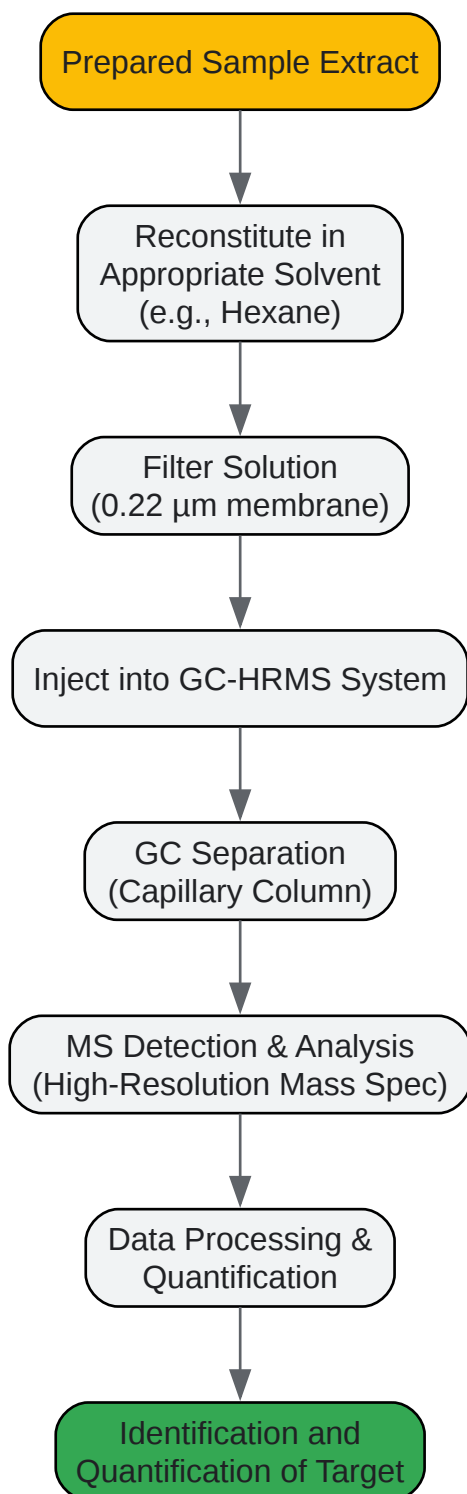 Prepared Sample Extract
Reconstitute in
Appropriate Solvent
(e.g., Hexane)
Filter Solution
(0.22 µm membrane)
Inject into GC-HRMS System
GC Separation
(Capillary Column)
MS Detection & Analysis
(High-Resolution Mass Spec)
Data Processing &
Quantification
Identification and
Quantification of Target